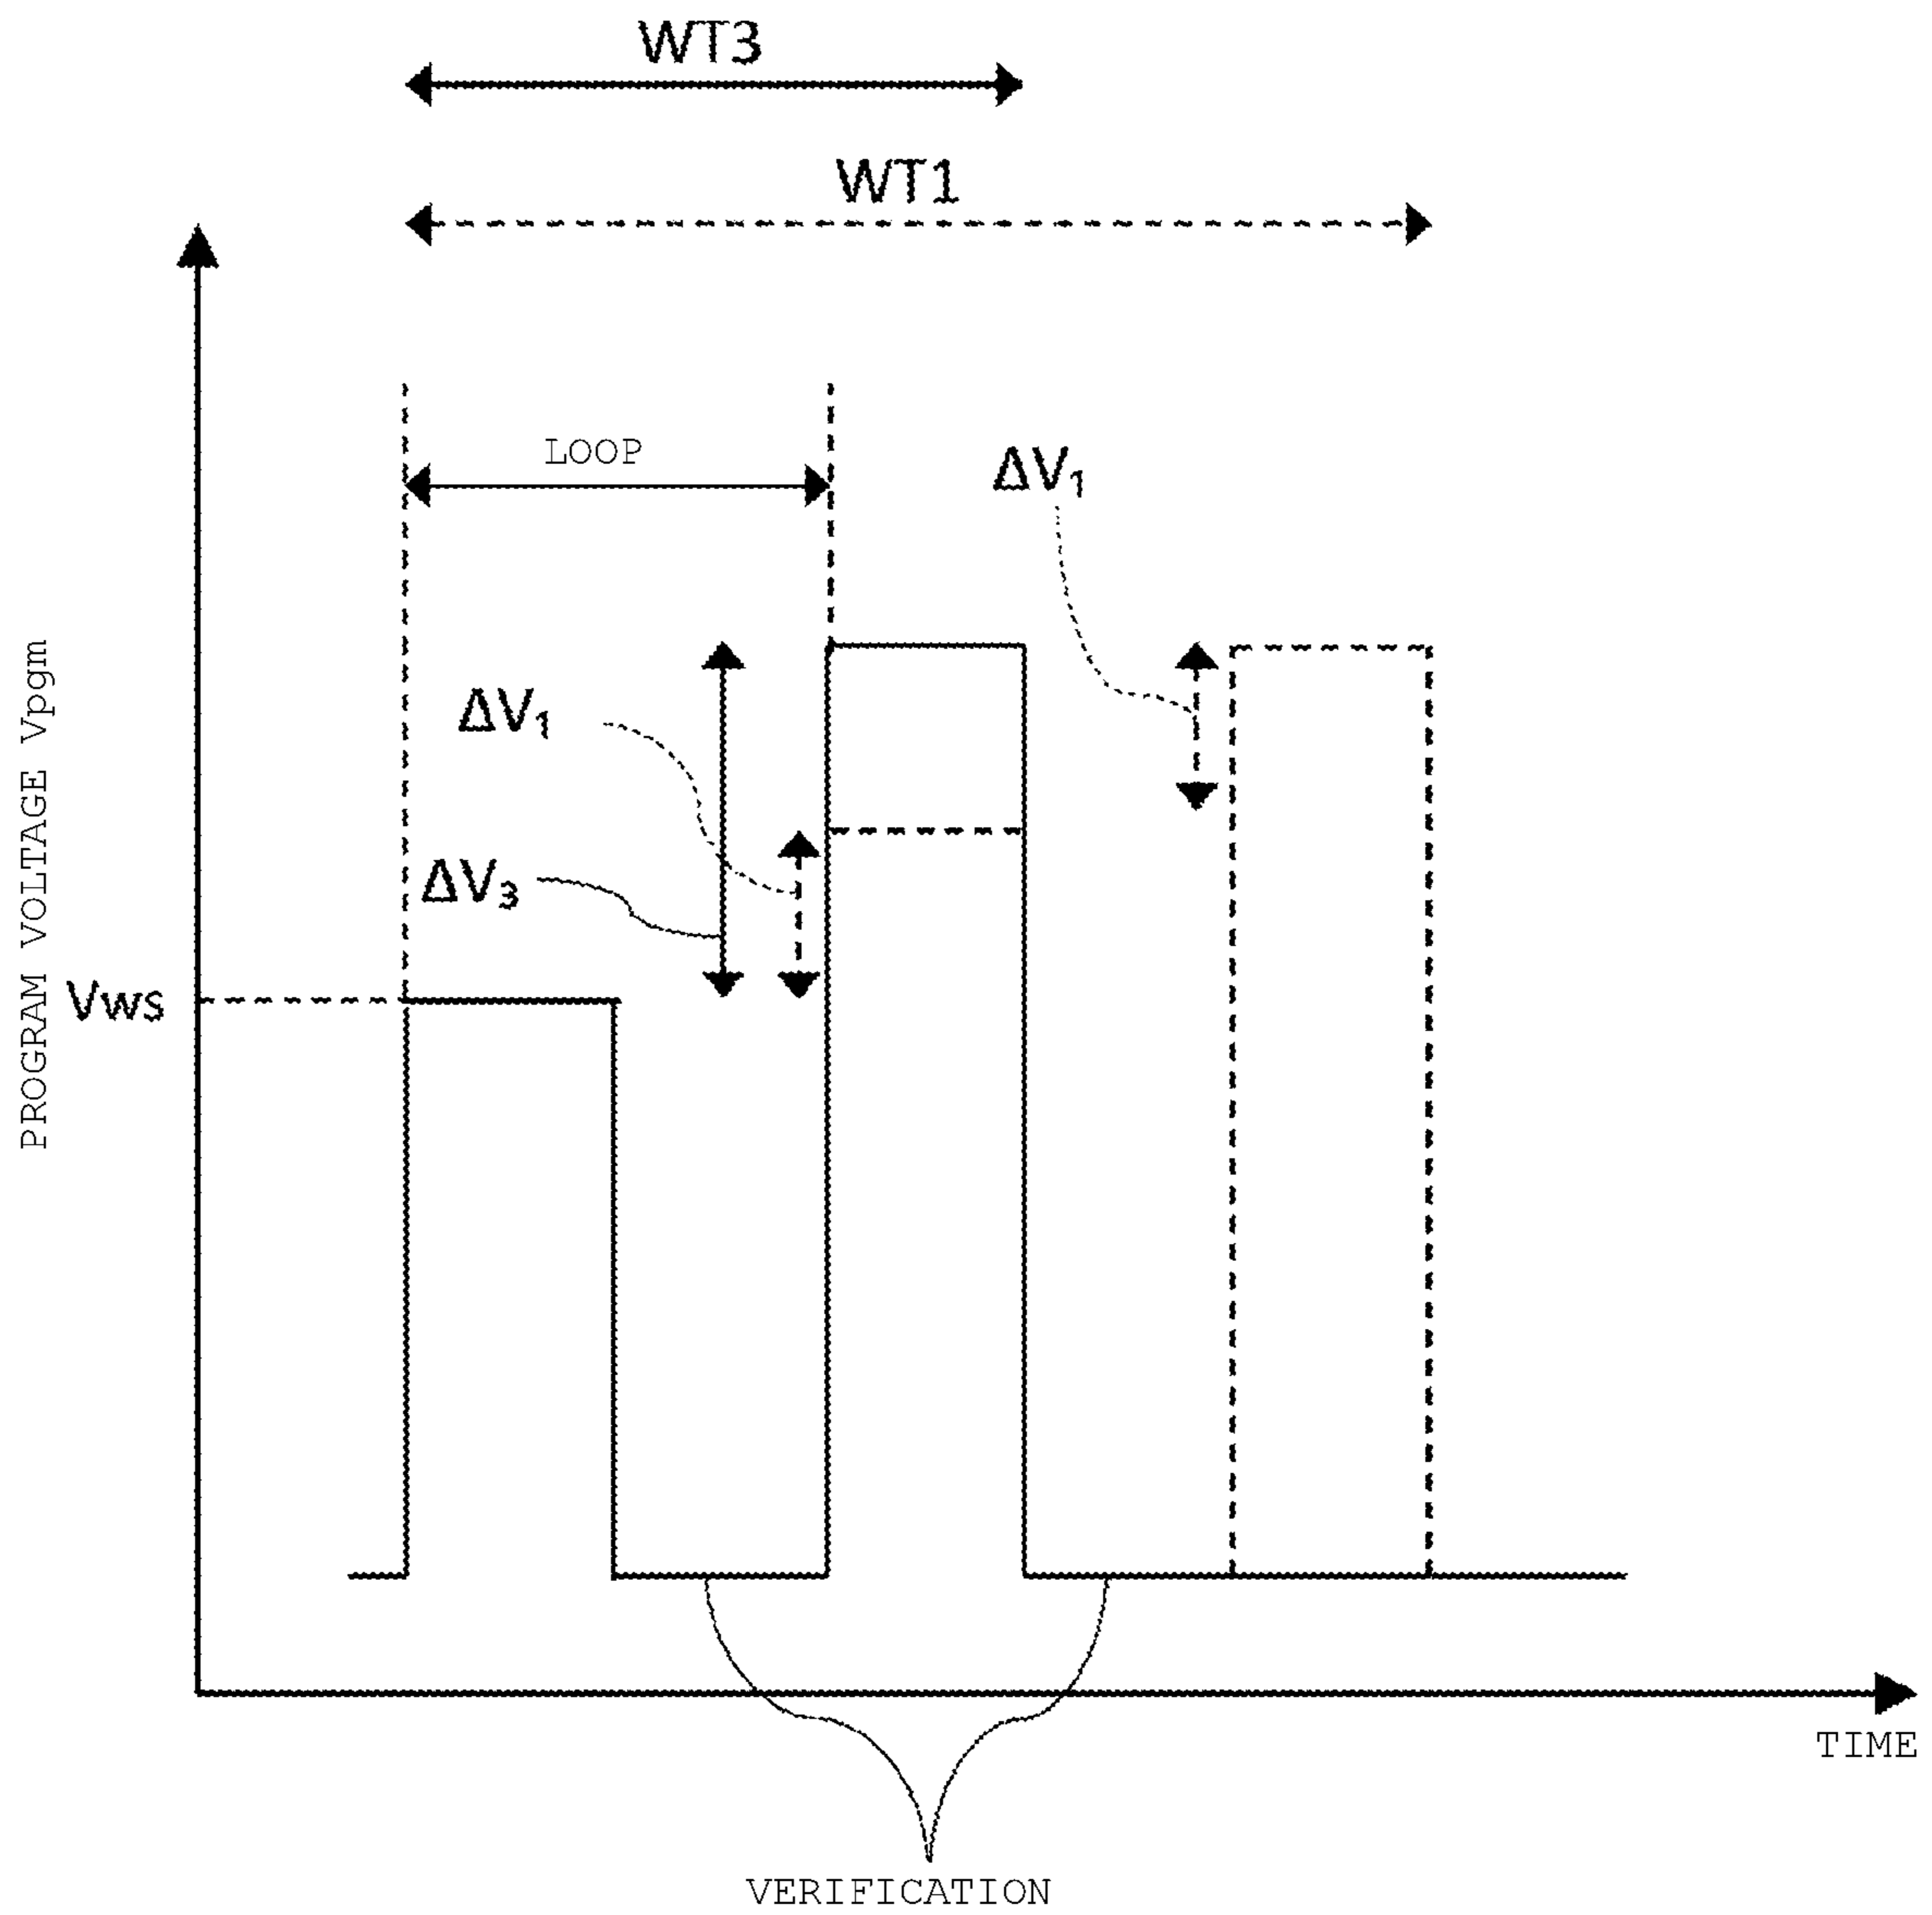 WT3
WT1
LOOP
ΔV₁
ΔV₁
ΔV₃
Vws
PROGRAM VOLTAGE Vpgm
TIME
VERIFICATION